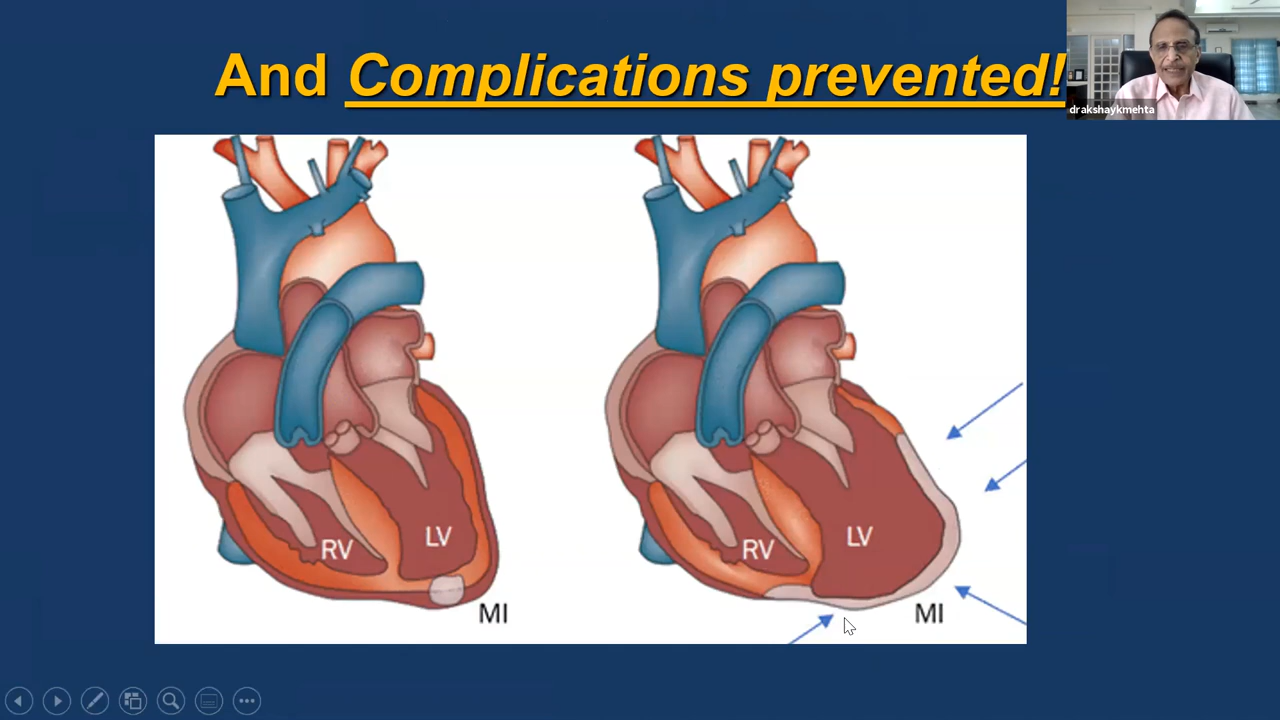 And Complications prevented!
drakshaykmehta
RV
LV
MI
RV
LV
MI